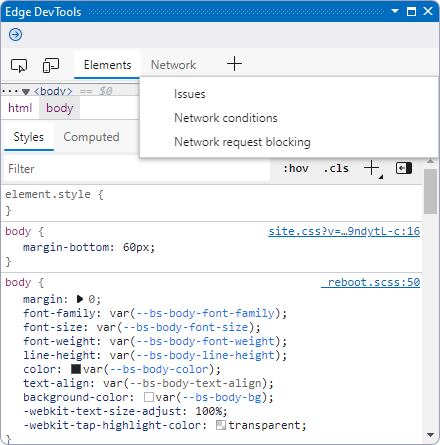 Edge DevTools
Elements Network
Issues
Network conditions
Network request blocking
<body> == $0
html body
Styles Computed
Filter :hov .cls
element.style {
}
body { site.css?v=…9ndytL-c:16
margin-bottom: 60px;
}
body { _reboot.scss:50
margin: 0;
font-family: var(--bs-body-font-family);
font-size: var(--bs-body-font-size);
font-weight: var(--bs-body-font-weight);
line-height: var(--bs-body-line-height);
color: var(--bs-body-color);
text-align: var(--bs-body-text-align);
background-color: var(--bs-body-bg);
-webkit-text-size-adjust: 100%;
-webkit-tap-highlight-color: transparent;
}